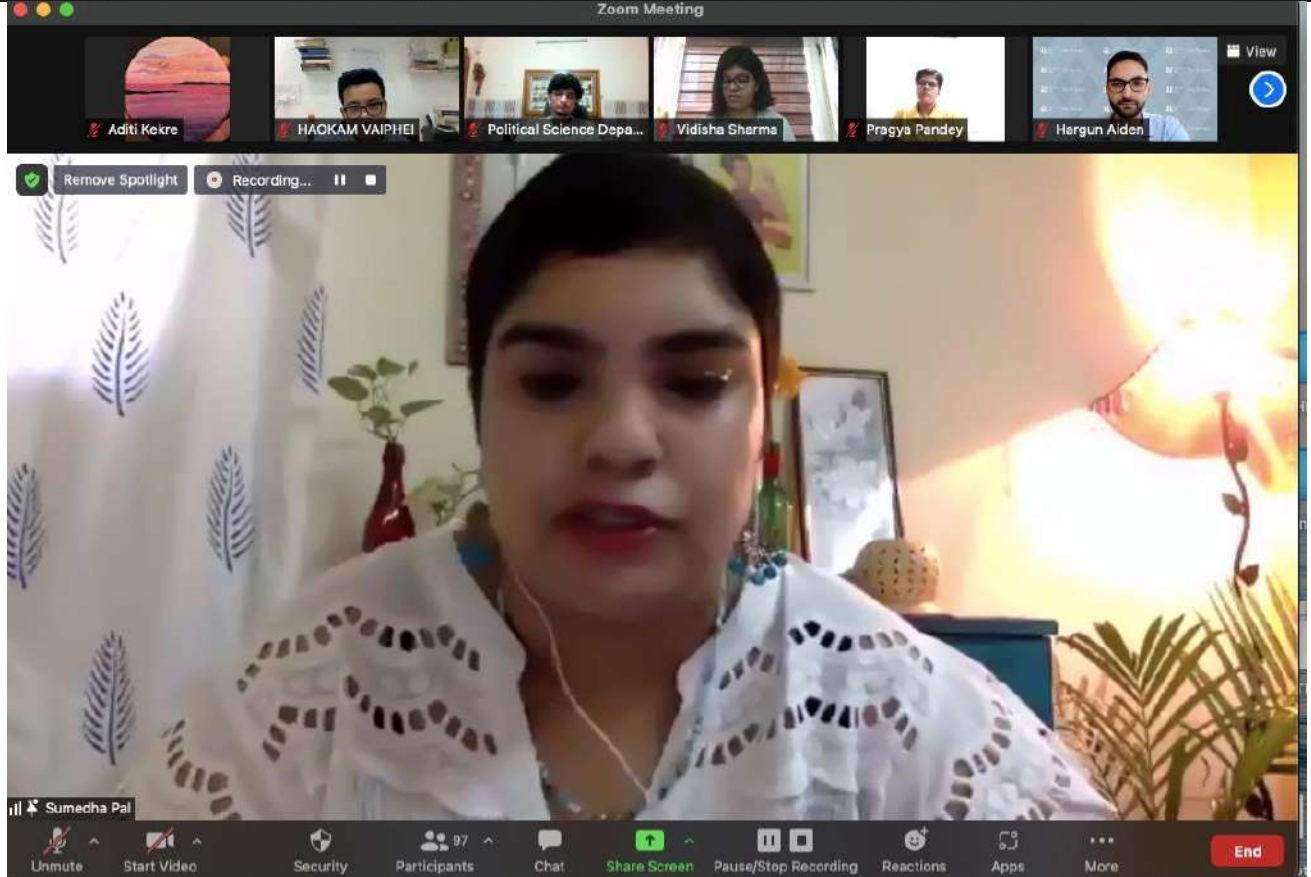 Zoom Meeting
Aditi Kekre
HAOKAM VAIPHEI
Political Science Depa...
Vidisha Sharma
Pragya Pandey
Hargun Aiden
View
Remove Spotlight
Recording...
Sumedha Pal
Unmute
Start Video
Security
97
Participants
Chat
Share Screen
Pause/Stop Recording
Reactions
Apps
More
End